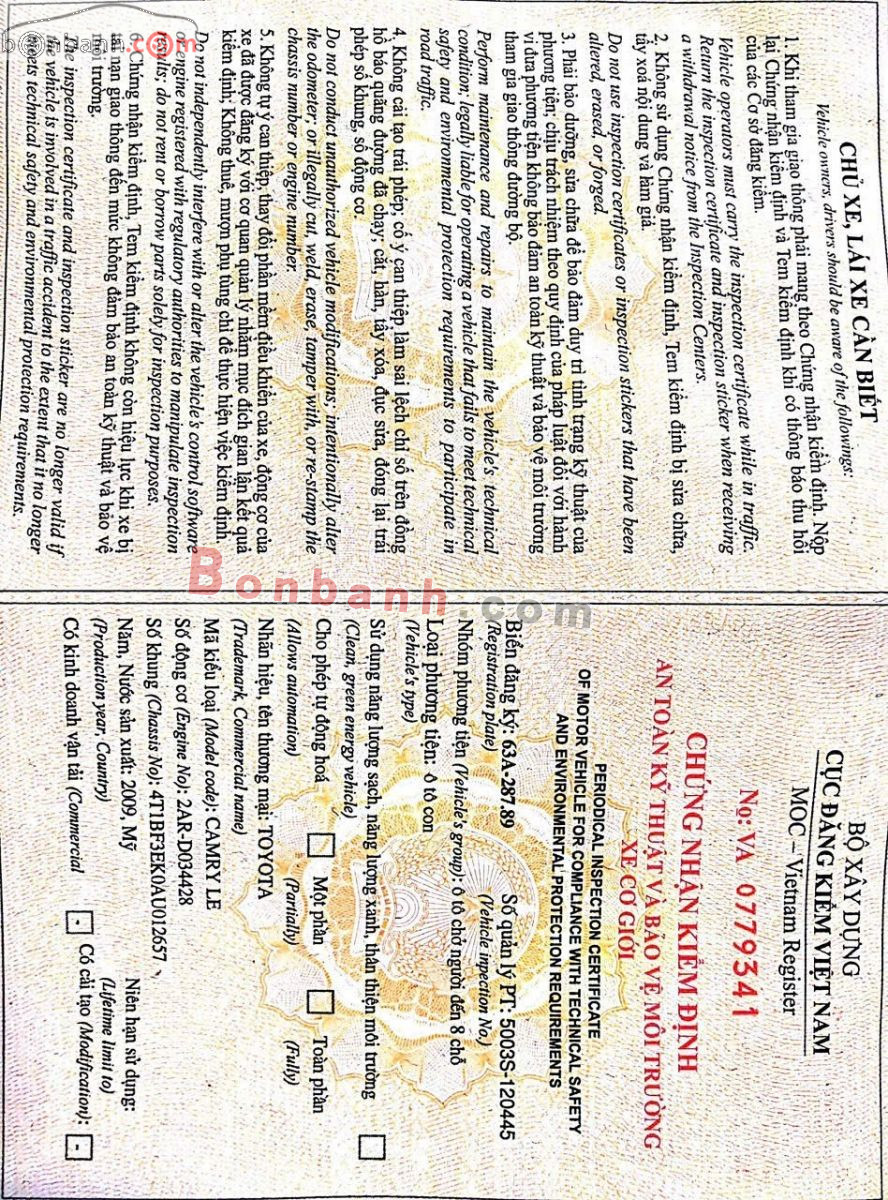 CHỦ XE, LÁI XE CẦN BIẾT
Vehicle owners, drivers should be aware of the followings:
1. Khi tham gia giao thông phải mang theo Chứng nhận kiểm định. Nộp
lại Chứng nhận kiểm định và Tem kiểm định khi có thông báo thu hồi
của các Cơ sở đăng kiểm.
Vehicle operators must carry the inspection certificate while in traffic.
Return the inspection certificate and inspection sticker when receiving
a withdrawal notice from the Inspection Centers.
2. Không sử dụng Chứng nhận kiểm định, Tem kiểm định bị sửa chữa,
tẩy xoá nội dung và làm giả.
Do not use inspection certificates or inspection stickers that have been
altered, erased, or forged.
3. Phải bảo dưỡng, sửa chữa để bảo đảm duy trì tình trạng kỹ thuật của
phương tiện; chịu trách nhiệm theo quy định của pháp luật đối với hành
vi đưa phương tiện không bảo đảm an toàn kỹ thuật và bảo vệ môi trường
tham gia giao thông đường bộ.
Perform maintenance and repairs to maintain the vehicle's technical
condition; legally liable for operating a vehicle that fails to meet technical
safety and environmental protection requirements to participate in
road traffic.
4. Không cải tạo trái phép; cố ý can thiệp làm sai lệch chỉ số trên đồng
hồ báo quãng đường đã chạy; cắt, hàn, tẩy xóa, đục sửa, đóng lại trái
phép số khung, số động cơ.
Do not conduct unauthorized vehicle modifications; intentionally alter
the odometer; or illegally cut, weld, erase, tamper with, or re-stamp the
chassis number or engine number.
5. Không tự ý can thiệp, thay đổi phần mềm điều khiển của xe, động cơ của
xe đã được đăng ký với cơ quan quản lý nhằm mục đích gian lận kết quả
kiểm định; Không thuê, mượn phụ tùng chỉ để thực hiện việc kiểm định.
Do not independently interfere with or alter the vehicle's control software
or engine registered with regulatory authorities to manipulate inspection
results; do not rent or borrow parts solely for inspection purposes.
6. Chứng nhận kiểm định, Tem kiểm định không còn hiệu lực khi xe bị
tai nạn giao thông đến mức không đảm bảo an toàn kỹ thuật và bảo vệ
môi trường.
The inspection certificate and inspection sticker are no longer valid if
the vehicle is involved in a traffic accident to the extent that it no longer
meets technical safety and environmental protection requirements.
BỘ XÂY DỰNG
CỤC ĐĂNG KIỂM VIỆT NAM
MOC – Vietnam Register
Nọ: VA 0779341
CHỨNG NHẬN KIỂM ĐỊNH
AN TOÀN KỸ THUẬT VÀ BẢO VỆ MÔI TRƯỜNG
XE CƠ GIỚI
PERIODICAL INSPECTION CERTIFICATE
OF MOTOR VEHICLE FOR COMPLIANCE WITH TECHNICAL SAFETY
AND ENVIRONMENTAL PROTECTION REQUIREMENTS
Biển đăng ký: 63A-287.89 Số quản lý PT: 5003S-120445
(Registration plate) (Vehicle inpection No.)
Nhóm phương tiện (Vehicle's group): ô tô chở người đến 8 chỗ
Loại phương tiện: ô tô con
(Vehicle's type)
Sử dụng năng lượng sạch, năng lượng xanh, thân thiện môi trường
(Clean, green energy vehicle)
Cho phép tự động hoá Một phần Toàn phần
(Allows automation) (Partially) (Fully)
Nhãn hiệu, tên thương mại: TOYOTA
(Trademark, Commercial name)
Mã kiểu loại (Model code): CAMRY LE
Số động cơ (Engine No): 2AR-D034428
Số khung (Chassis No): 4T1BF3EK0AU012657
Năm, Nước sản xuất: 2009, Mỹ Niên hạn sử dụng:
(Production year, Country) (Lifetime limit to)
Có kinh doanh vận tải (Commercial - Có cải tạo (Modification): -
Bonbanh.com
bonbanh.com